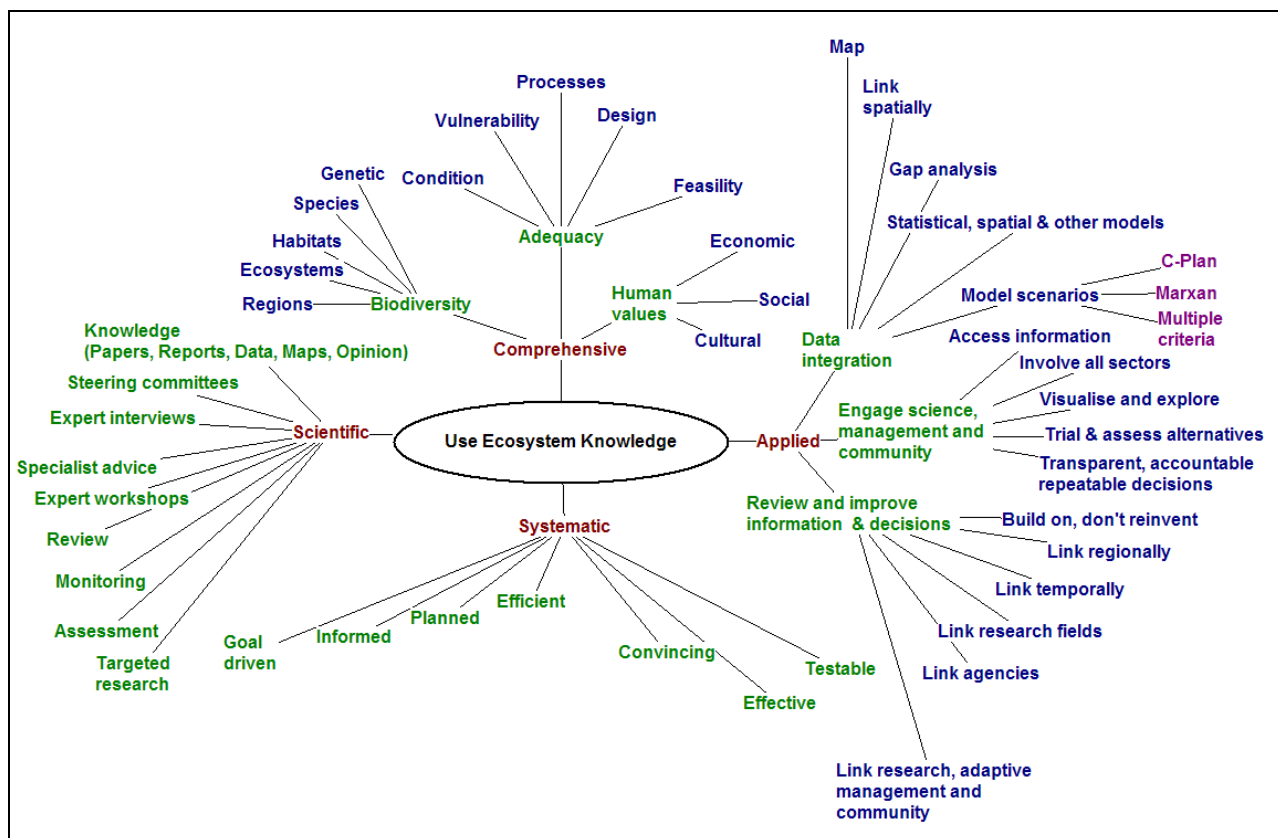 Map
Processes
Link
spatially
Vulnerability
Design
Genetic
Condition
Gap analysis
Feasility
Species
Statistical, spatial & other models
Adequacy
Habitats
Economic
C-Plan
Ecosystems
Regions
Biodiversity
Human
values
Social
Model scenarios
Marxan
Multiple
criteria
Knowledge
(Papers, Reports, Data, Maps, Opinion)
Comprehensive
Cultural
Data
integration
Access information
Involve all sectors
Steering committees
Expert interviews
Scientific
Use Ecosystem Knowledge
Applied
Engage science,
management and
community
Visualise and explore
Trial & assess alternatives
Transparent, accountable
repeatable decisions
Specialist advice
Expert workshops
Review
Monitoring
Assessment
Targeted
research
Systematic
Review and improve
information & decisions
Build on, don't reinvent
Link regionally
Link temporally
Link research fields
Link agencies
Link research, adaptive
management and
community
Goal
driven
Informed
Planned
Efficient
Convincing
Effective
Testable